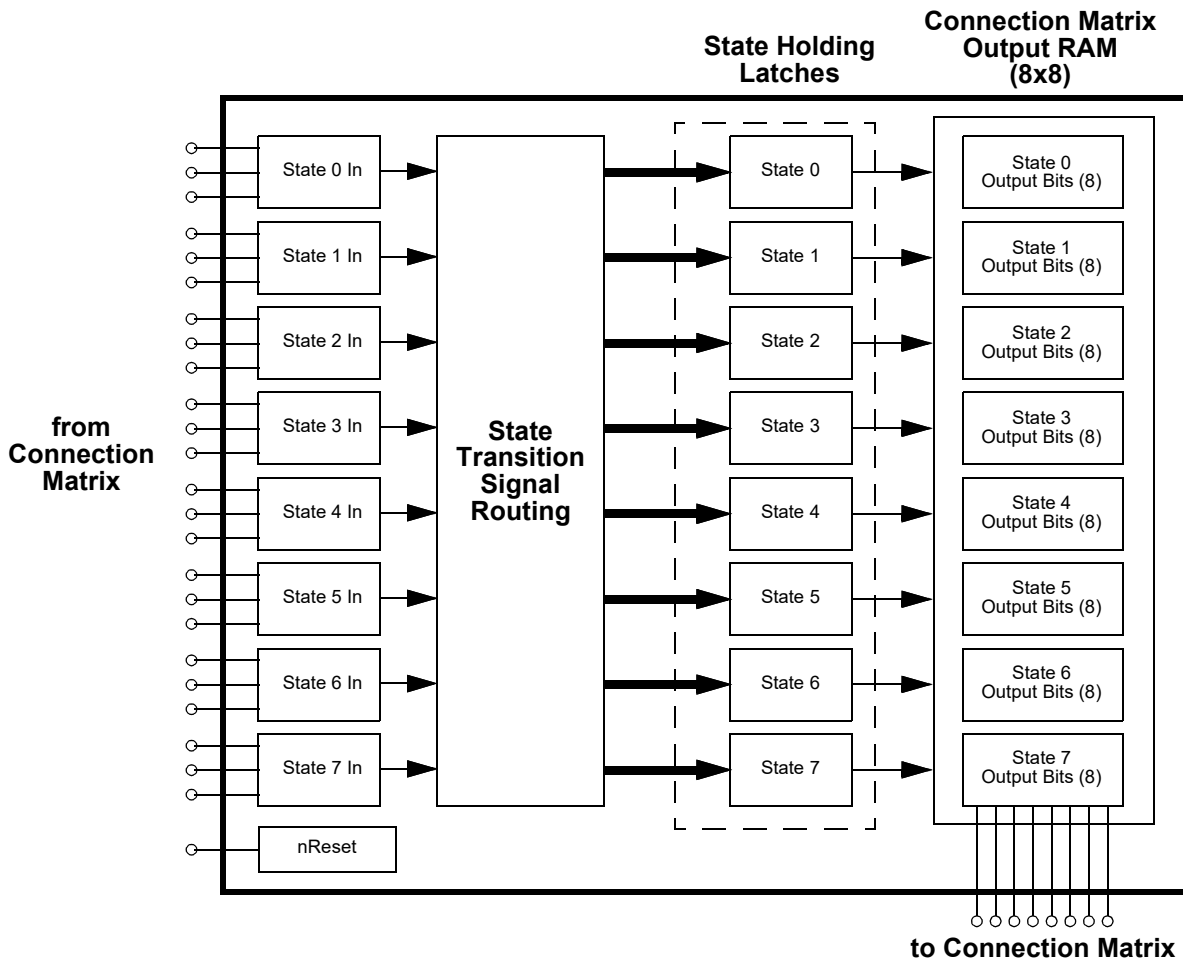 Connection Matrix
Output RAM
(8x8)
State Holding
Latches
from
Connection
Matrix
State 0 In
State 1 In
State 2 In
State 3 In
State 4 In
State 5 In
State 6 In
State 7 In
nReset
State
Transition
Signal
Routing
State 0
State 1
State 2
State 3
State 4
State 5
State 6
State 7
State 0
Output Bits (8)
State 1
Output Bits (8)
State 2
Output Bits (8)
State 3
Output Bits (8)
State 4
Output Bits (8)
State 5
Output Bits (8)
State 6
Output Bits (8)
State 7
Output Bits (8)
to Connection Matrix